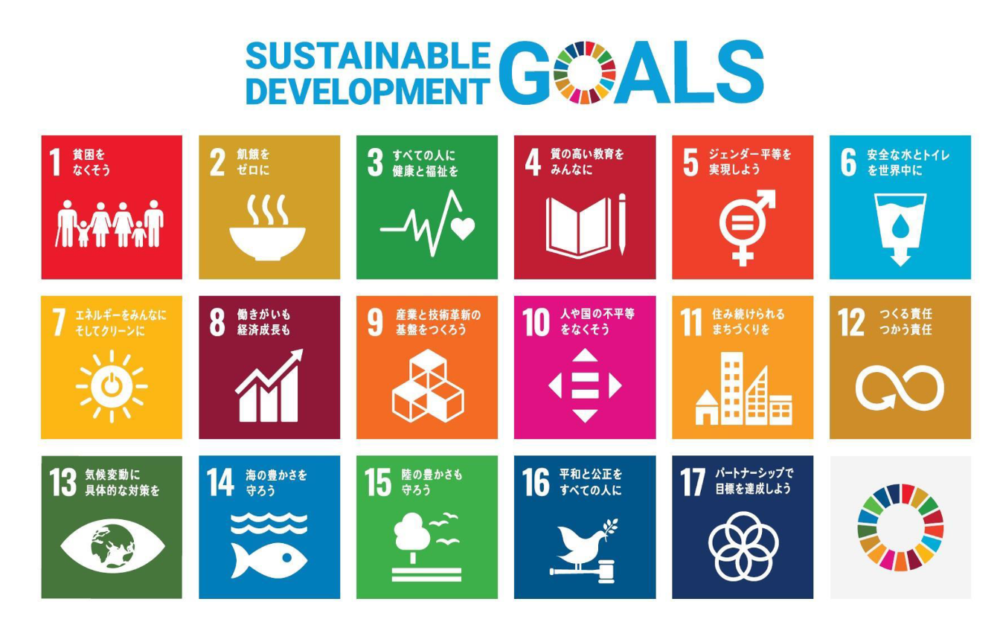 SUSTAINABLE
DEVELOPMENT
GOALS
1 貧困を
なくそう
2 飢餓を
ゼロに
3 すべての人に
健康と福祉を
4 質の高い教育を
みんなに
5 ジェンダー平等を
実現しよう
6 安全な水とトイレ
を世界中に
7 エネルギーをみんなに
そしてクリーンに
8 働きがいも
経済成長も
9 産業と技術革新の
基盤をつくろう
10 人や国の不平等
をなくそう
11 住み続けられる
まちづくりを
12 つくる責任
つかう責任
13 気候変動に
具体的な対策を
14 海の豊かさを
守ろう
15 陸の豊かさも
守ろう
16 平和と公正を
すべての人に
17 パートナーシップで
目標を達成しよう